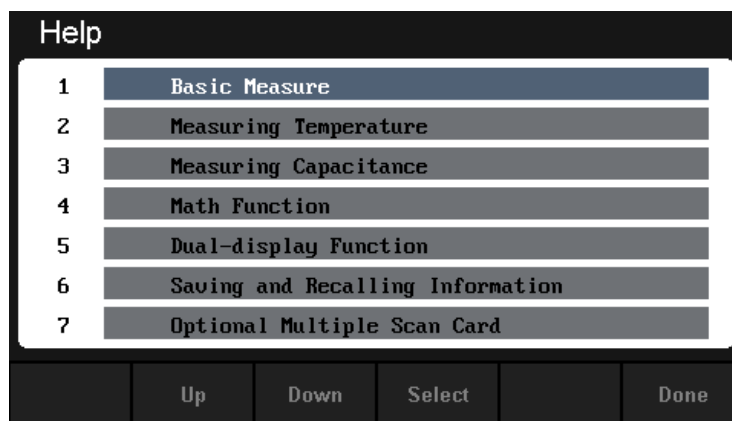 Help
1 Basic Measure
2 Measuring Temperature
3 Measuring Capacitance
4 Math Function
5 Dual-display Function
6 Saving and Recalling Information
7 Optional Multiple Scan Card
Up Down Select Done